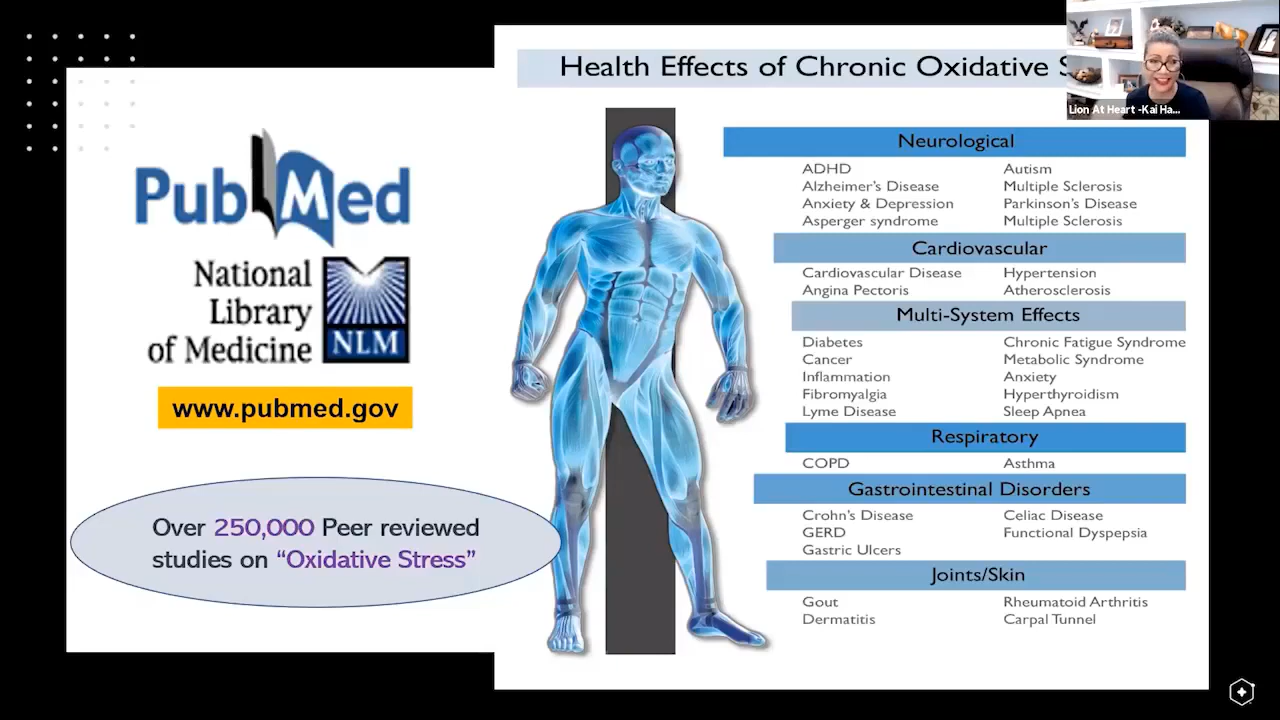 PubMed
National
Library
of Medicine
NLM
www.pubmed.gov
Over 250,000 Peer reviewed
studies on “Oxidative Stress”
Health Effects of Chronic Oxidative
Lion At Heart -Kai Ha...
Neurological
ADHD Autism
Alzheimer’s Disease Multiple Sclerosis
Anxiety & Depression Parkinson’s Disease
Asperger syndrome Multiple Sclerosis
Cardiovascular
Cardiovascular Disease Hypertension
Angina Pectoris Atherosclerosis
Multi-System Effects
Diabetes Chronic Fatigue Syndrome
Cancer Metabolic Syndrome
Inflammation Anxiety
Fibromyalgia Hyperthyroidism
Lyme Disease Sleep Apnea
Respiratory
COPD Asthma
Gastrointestinal Disorders
Crohn’s Disease Celiac Disease
GERD Functional Dyspepsia
Gastric Ulcers
Joints/Skin
Gout Rheumatoid Arthritis
Dermatitis Carpal Tunnel